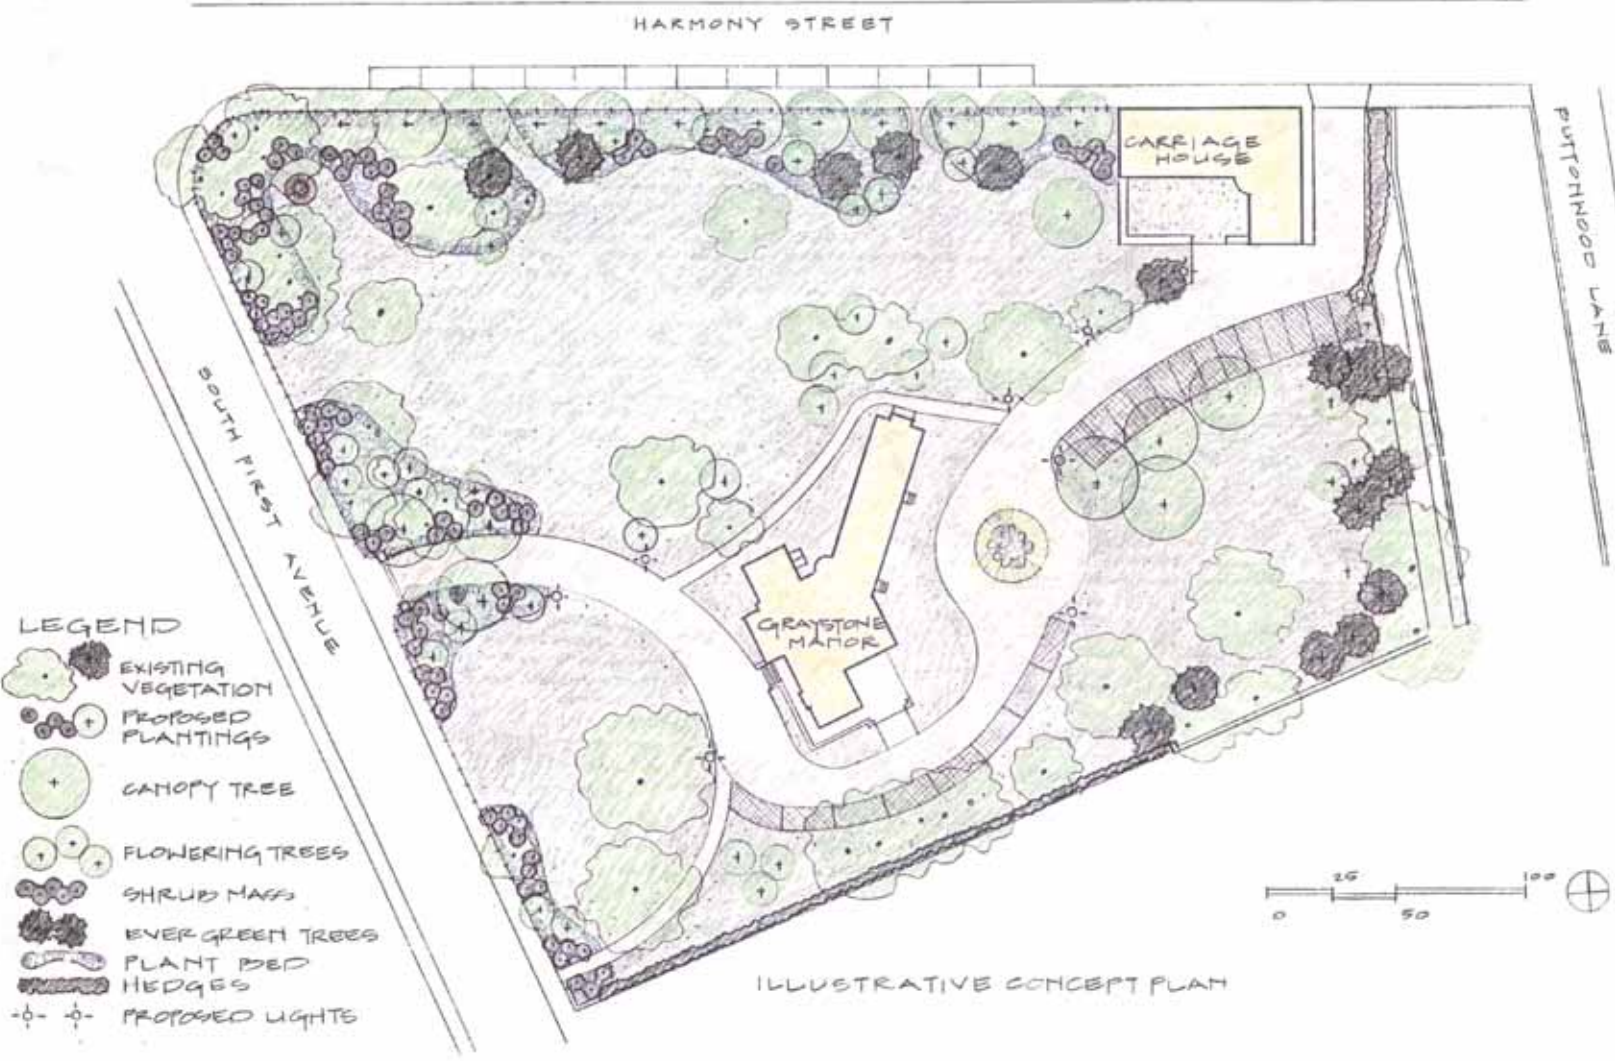 HARMONY STREET
CARRIAGE
HOUSE
BUTTONWOOD LANE
SOUTH FIRST AVENUE
GRAYSTONE
MANOR
LEGEND
EXISTING
VEGETATION
PROPOSED
PLANTINGS
CANOPY TREE
FLOWERING TREES
SHRUB MASS
EVERGREEN TREES
PLANT BED
HEDGES
PROPOSED LIGHTS
25 100
0 50
ILLUSTRATIVE CONCEPT PLAN